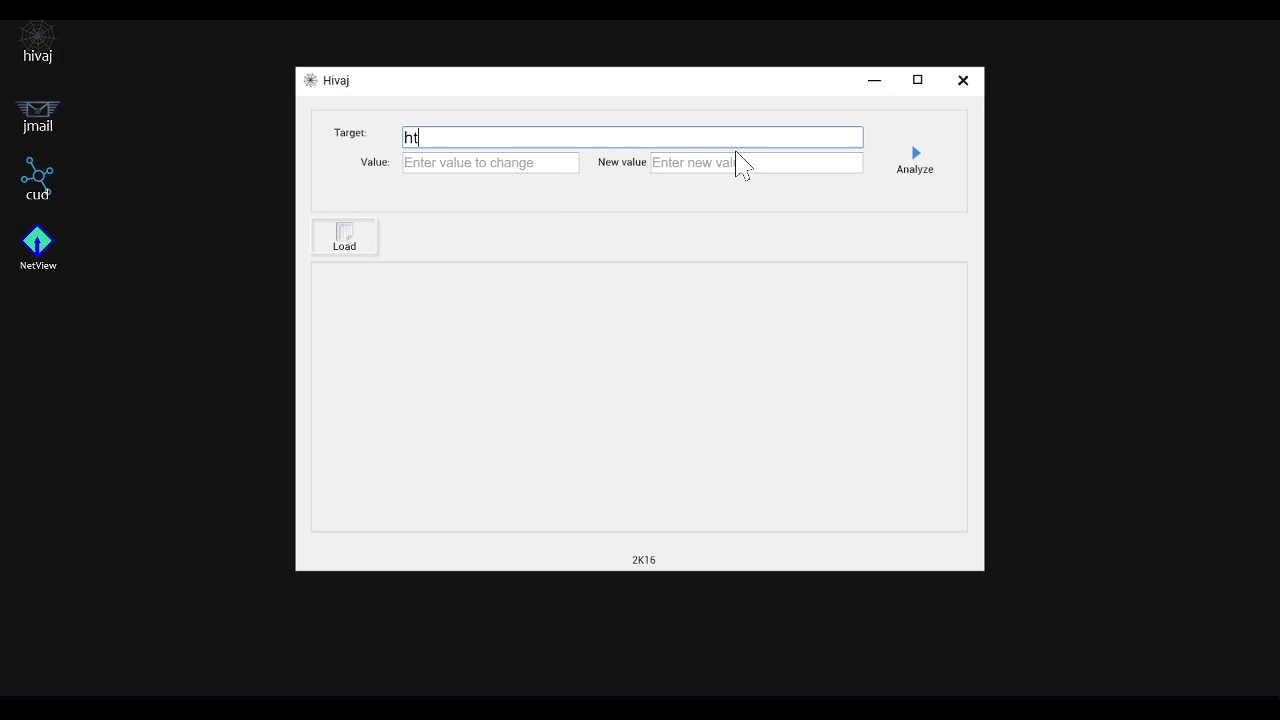 hivaj
jmail
cud
NetView
Hivaj
Target:
ht
Value:
Enter value to change
New value
Enter new val
Analyze
Load
2K16